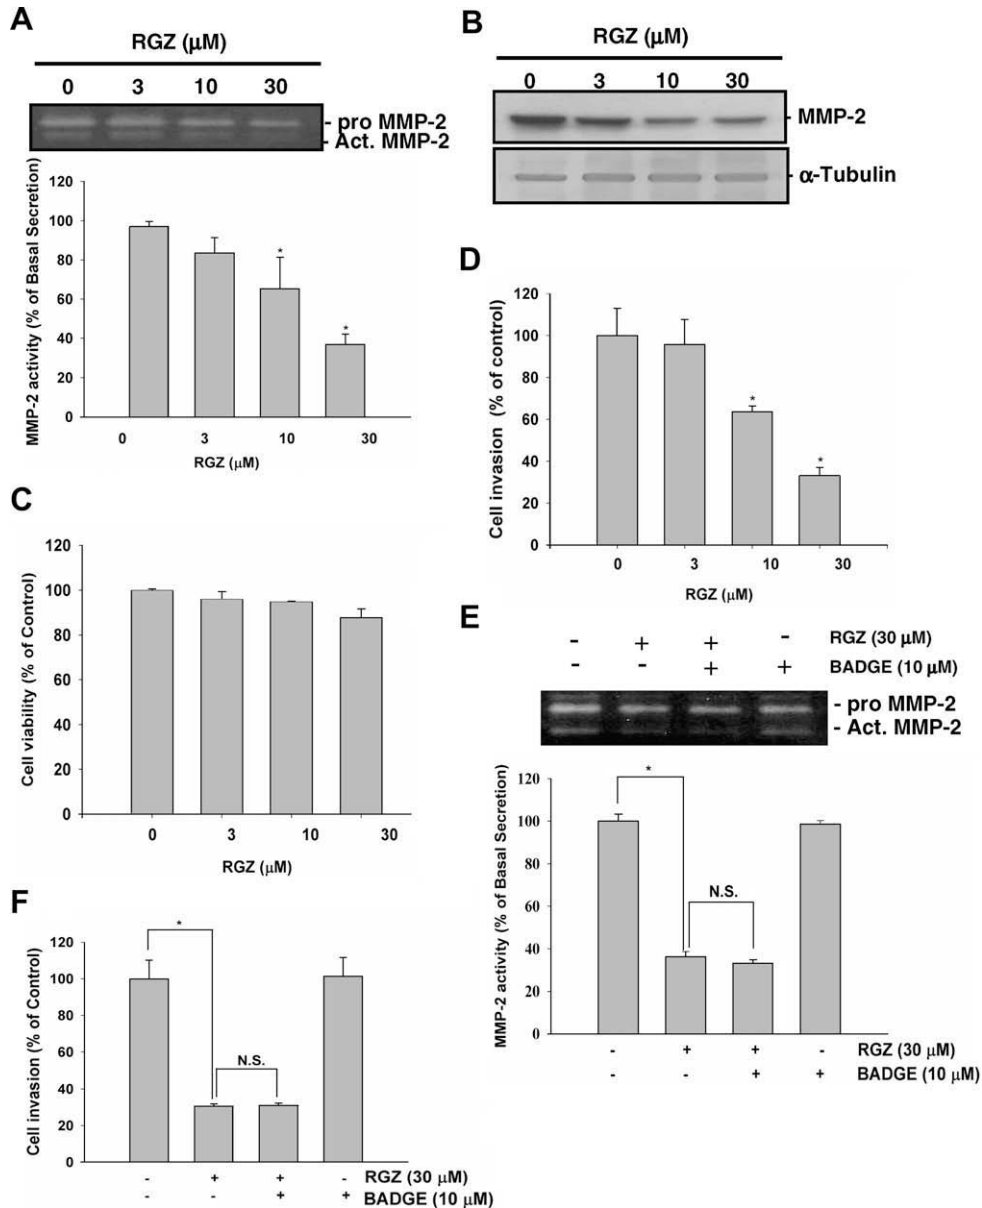 A
RGZ (μM)
0 3 10 30
- pro MMP-2
- Act. MMP-2
MMP-2 activity (% of Basal Secretion)
120
100
80
60
40
20
0
*
*
0 3 10 30
RGZ (μM)
B
RGZ (μM)
0 3 10 30
- MMP-2
- α-Tubulin
C
Cell viability (% of Control)
120
100
80
60
40
20
0
0 3 10 30
RGZ (μM)
D
Cell invasion (% of control)
120
100
80
60
40
20
0
*
*
0 3 10 30
RGZ (μM)
E
- + + - RGZ (30 μM)
- - + + BADGE (10 μM)
- pro MMP-2
- Act. MMP-2
MMP-2 activity (% of Basal Secretion)
120
100
80
60
40
20
0
*
N.S.
- + + - RGZ (30 μM)
- - + + BADGE (10 μM)
F
Cell invasion (% of Control)
120
100
80
60
40
20
0
*
N.S.
- + + - RGZ (30 μM)
- - + + BADGE (10 μM)